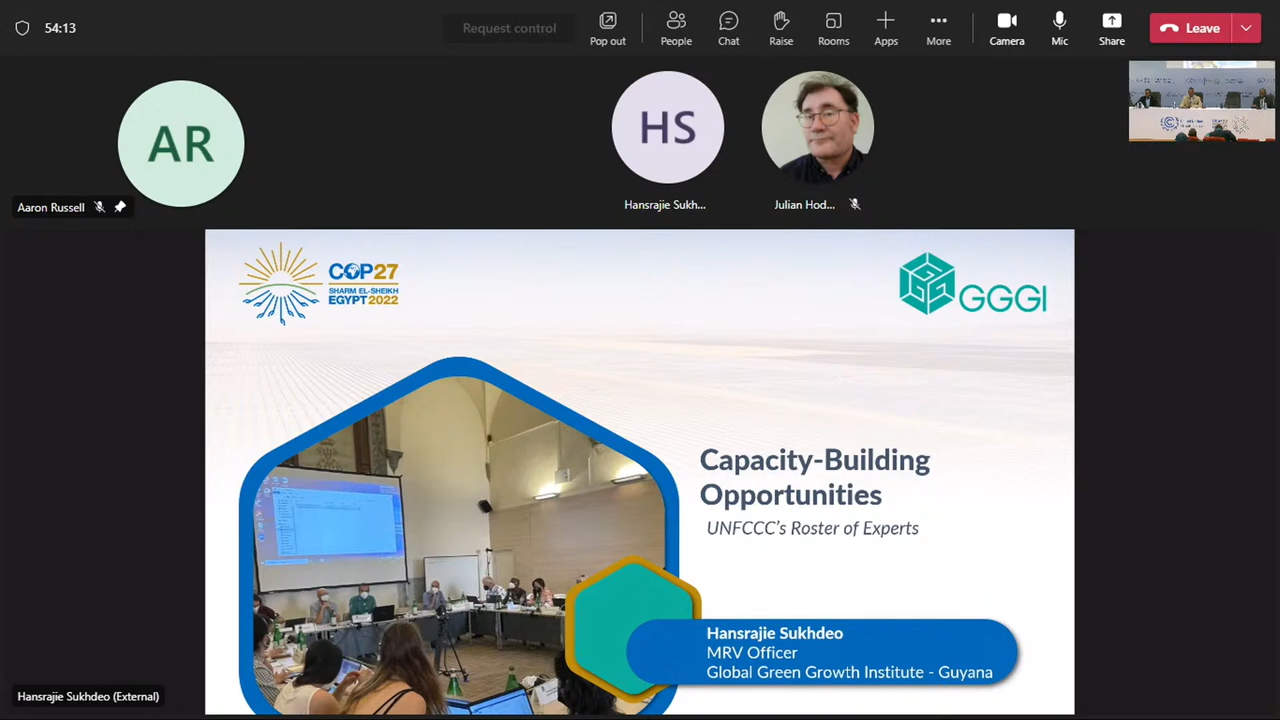 54:13
Request control
Pop out
People
Chat
Raise
Rooms
Apps
More
Camera
Mic
Share
Leave
AR
HS
Aaron Russell
Hansrajie Sukh...
Julian Hod...
COP27
SHARM EL-SHEIKH
EGYPT 2022
GGGI
Capacity-Building
Opportunities
UNFCCC's Roster of Experts
Hansrajie Sukhdeo
MRV Officer
Global Green Growth Institute - Guyana
Hansrajie Sukhdeo (External)